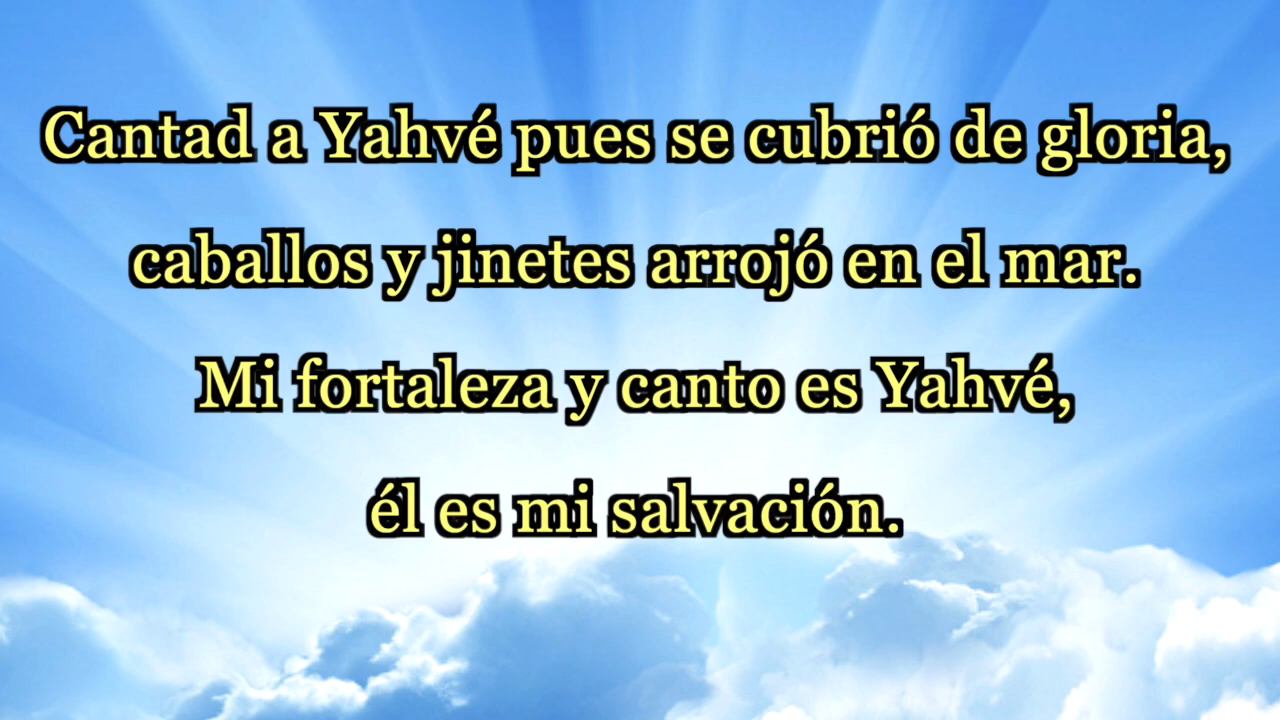 Cantad a Yahvé pues se cubrió de gloria,
caballos y jinetes arrojó en el mar.
Mi fortaleza y canto es Yahvé,
él es mi salvación.